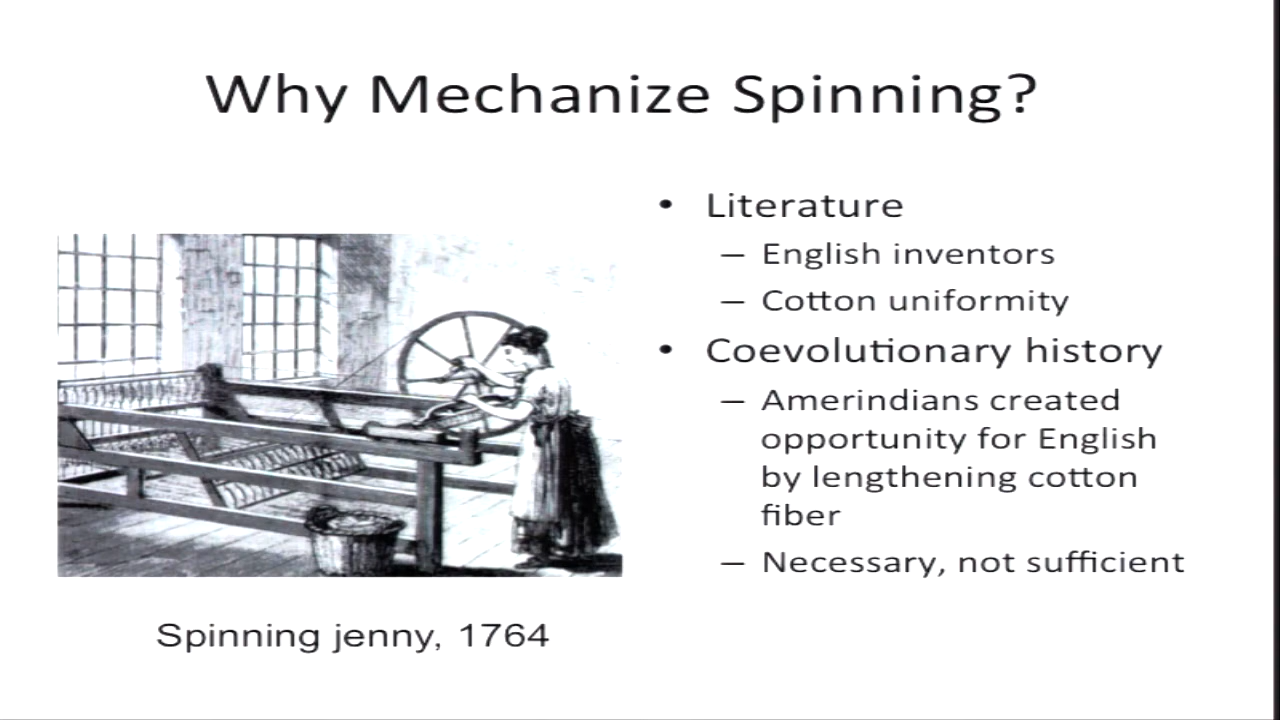 Why Mechanize Spinning?
• Literature
– English inventors
– Cotton uniformity
• Coevolutionary history
– Amerindians created
opportunity for English
by lengthening cotton
fiber
– Necessary, not sufficient
Spinning jenny, 1764